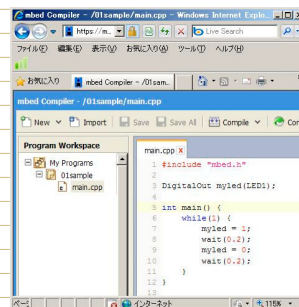 mbed Compiler - /01sample/main.cpp - Windows Internet Explo...
https://m...
Live Search
ファイル(F) 編集(E) 表示(V) お気に入り(A) ツール(T) ヘルプ(H)
お気に入り
mbed Compiler - /01sam...
mbed Compiler - /01sample/main.cpp
New
Import
Save
Save All
Compile
Program Workspace
My Programs
01sample
main.cpp
main.cpp
1 #include "mbed.h"
2
3 DigitalOut myled(LED1);
4
5 int main() {
6 while(1) {
7 myled = 1;
8 wait(0.2);
9 myled = 0;
10 wait(0.2);
11 }
12 }
13
インターネット
115%